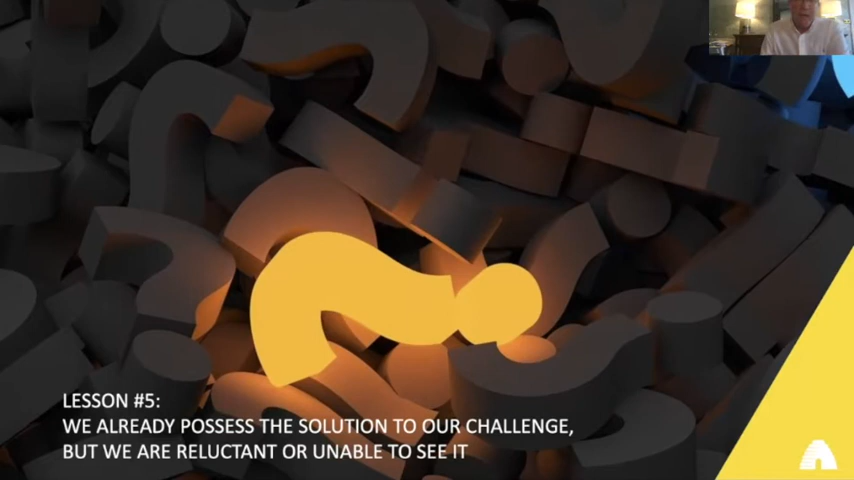 LESSON #5:
WE ALREADY POSSESS THE SOLUTION TO OUR CHALLENGE,
BUT WE ARE RELUCTANT OR UNABLE TO SEE IT